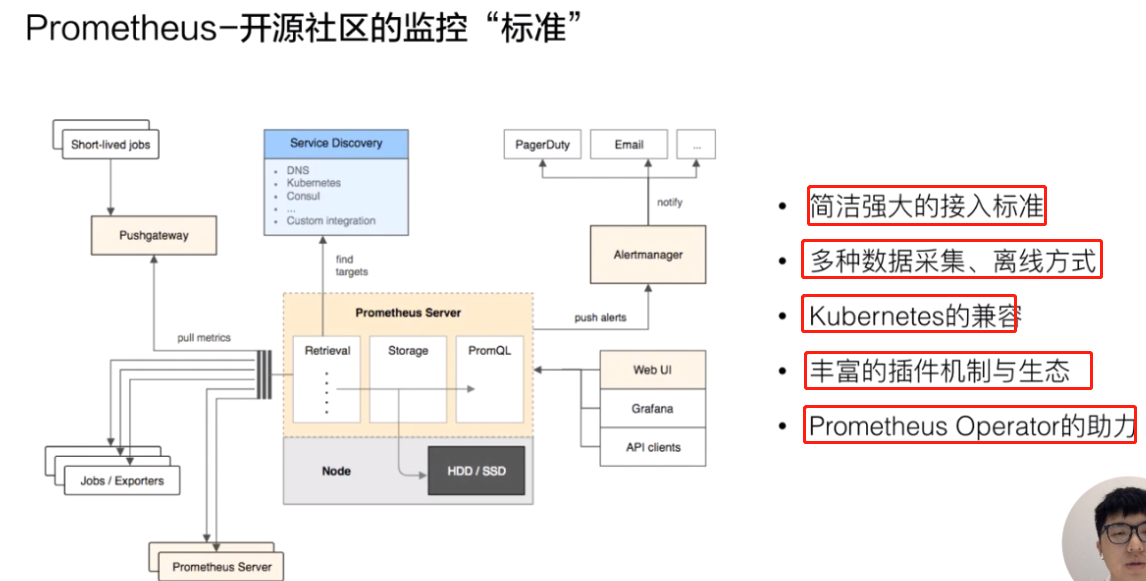 Prometheus-开源社区的监控“标准”
Short-lived jobs
Pushgateway
Service Discovery
• DNS
• Kubernetes
• Consul
• ...
• Custom integration
find
targets
PagerDuty
Email
...
notify
Alertmanager
push alerts
pull metrics
Prometheus Server
Retrieval
Storage
PromQL
Node
HDD / SSD
Web UI
Grafana
API clients
Jobs / Exporters
Prometheus Server
• 简洁强大的接入标准
• 多种数据采集、离线方式
• Kubernetes的兼容
• 丰富的插件机制与生态
• Prometheus Operator的助力